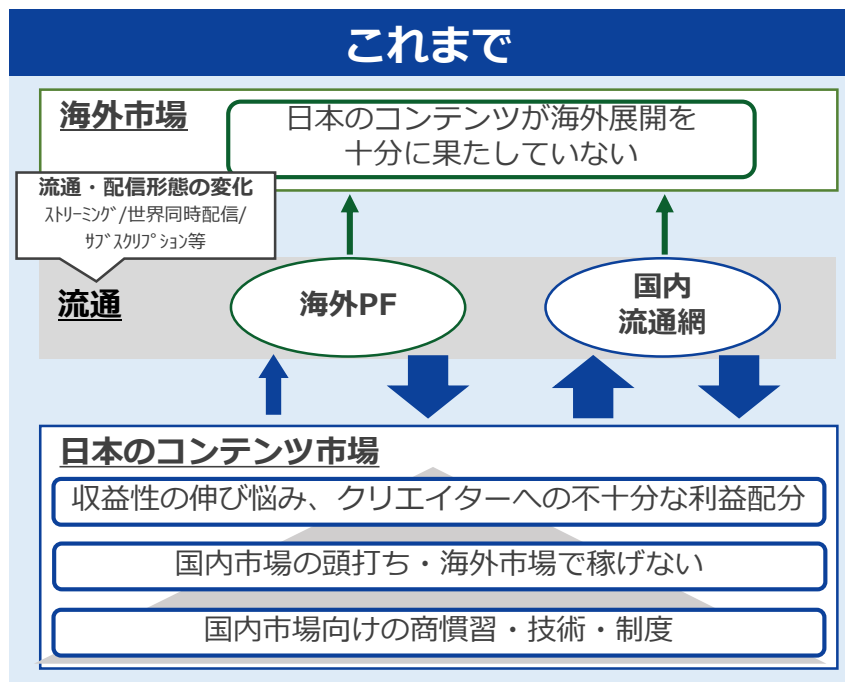 これまで
海外市場
日本のコンテンツが海外展開を
十分に果たしていない
流通・配信形態の変化
ｽﾄﾘｰﾐﾝｸﾞ/世界同時配信/
ｻﾌﾞｽｸﾘﾌﾟｼｮﾝ等
流通
海外PF
国内
流通網
日本のコンテンツ市場
収益性の伸び悩み、クリエイターへの不十分な利益配分
国内市場の頭打ち・海外市場で稼げない
国内市場向けの商慣習・技術・制度